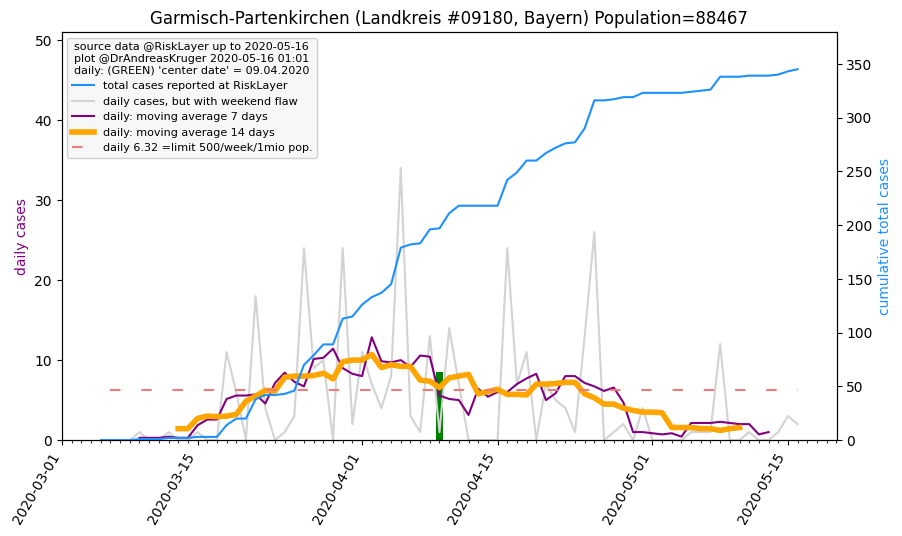 Garmisch-Partenkirchen (Landkreis #09180, Bayern) Population=88467
source data @RiskLayer up to 2020-05-16
plot @DrAndreasKruger 2020-05-16 01:01
daily: (GREEN) 'center date' = 09.04.2020
total cases reported at RiskLayer
daily cases, but with weekend flaw
daily: moving average 7 days
daily: moving average 14 days
daily 6.32 =limit 500/week/1mio pop.
daily cases
50
40
30
20
10
0
cumulative total cases
350
300
250
200
150
100
50
0
2020-03-01
2020-03-15
2020-04-01
2020-04-15
2020-05-01
2020-05-15